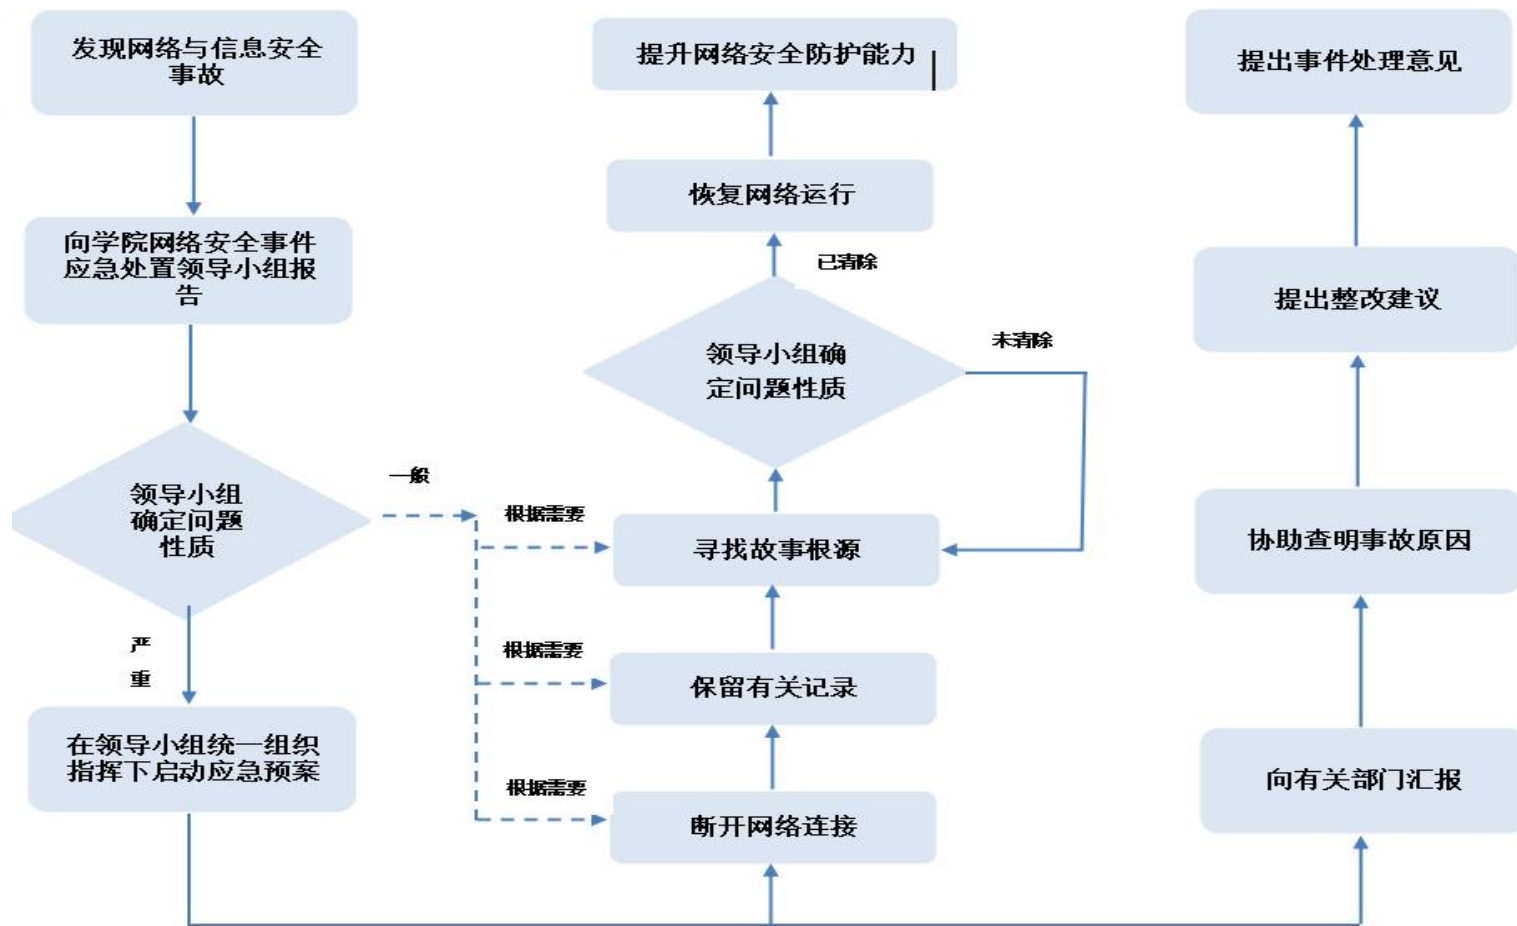 发现网络与信息安全
事故
向学院网络安全事件
应急处置领导小组报
告
领导小组
确定问题
性质
一般
严
重
在领导小组统一组织
指挥下启动应急预案
提升网络安全防护能力
恢复网络运行
已清除
领导小组确
定问题性质
未清除
根据需要
寻找故事根源
根据需要
保留有关记录
根据需要
断开网络连接
提出事件处理意见
提出整改建议
协助查明事故原因
向有关部门汇报